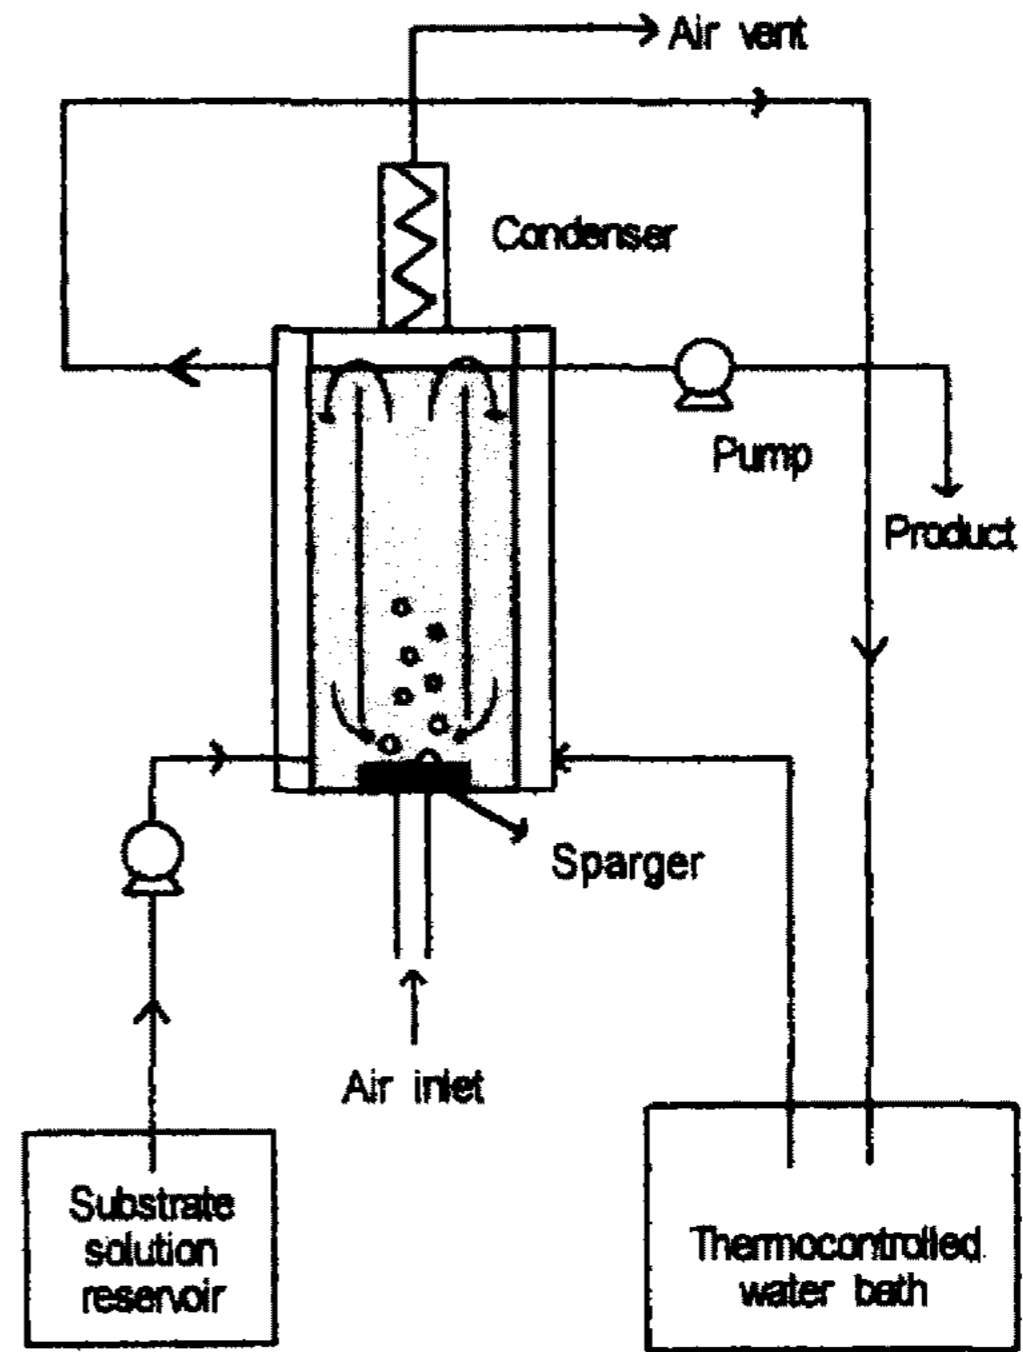 Air vent
Condenser
Pump
Product
Sparger
Air inlet
Substrate
solution
reservoir
Thermocontrolled
water bath